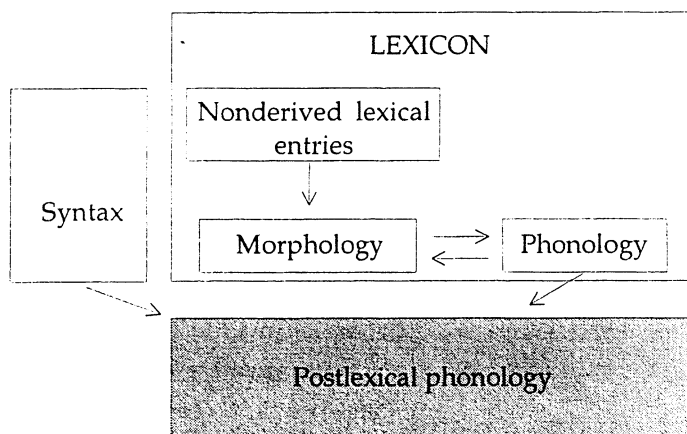 LEXICON
Nonderived lexical
entries
Syntax
Morphology
Phonology
Postlexical phonology